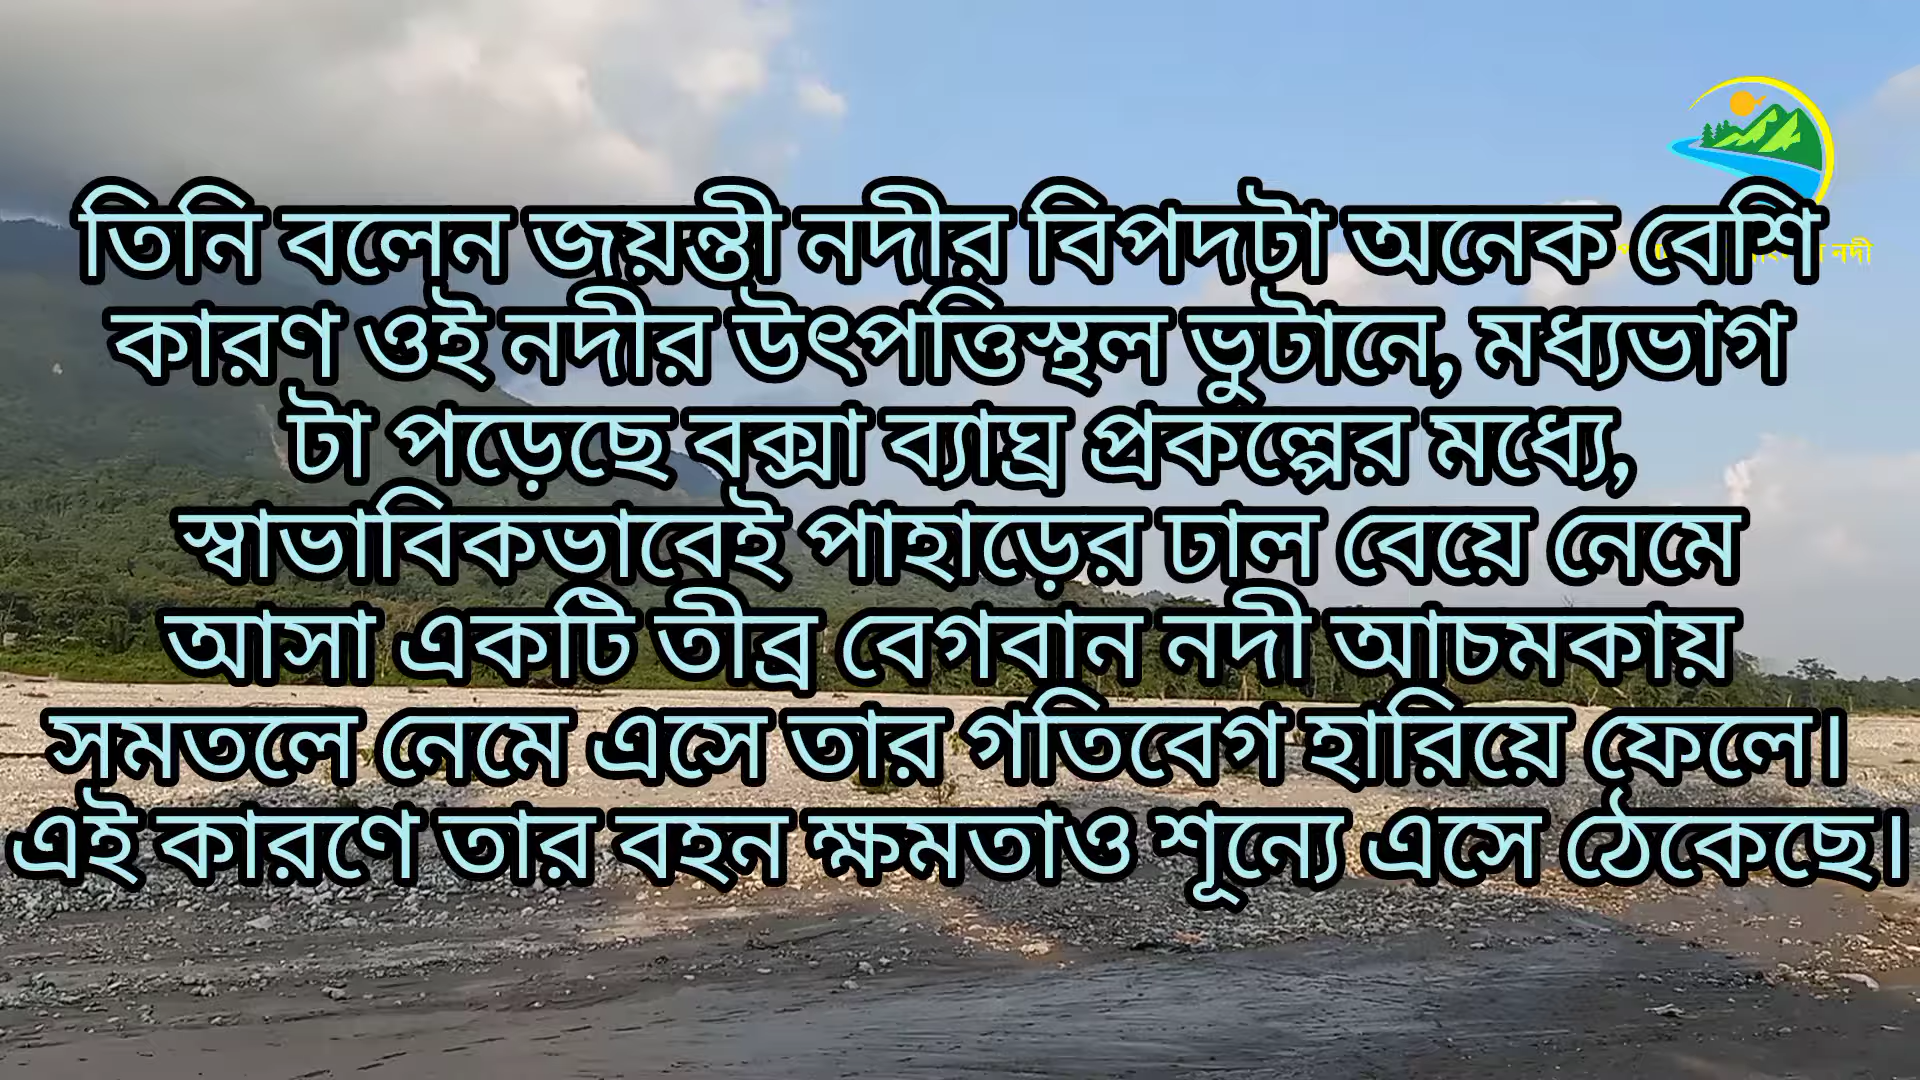 তিনি বলেন জয়ন্তী নদীর বিপদটা অনেক বেশি
কারণ ওই নদীর উৎপত্তিস্থল ভুটানে, মধ্যভাগ
টা পড়েছে বক্সা ব্যাঘ্র প্রকল্পের মধ্যে,
স্বাভাবিকভাবেই পাহাড়ের ঢাল বেয়ে নেমে
আসা একটি তীব্র বেগবান নদী আচমকায়
সমতলে নেমে এসে তার গতিবেগ হারিয়ে ফেলে।
এই কারণে তার বহন ক্ষমতাও শূন্যে এসে ঠেকেছে।
নদী